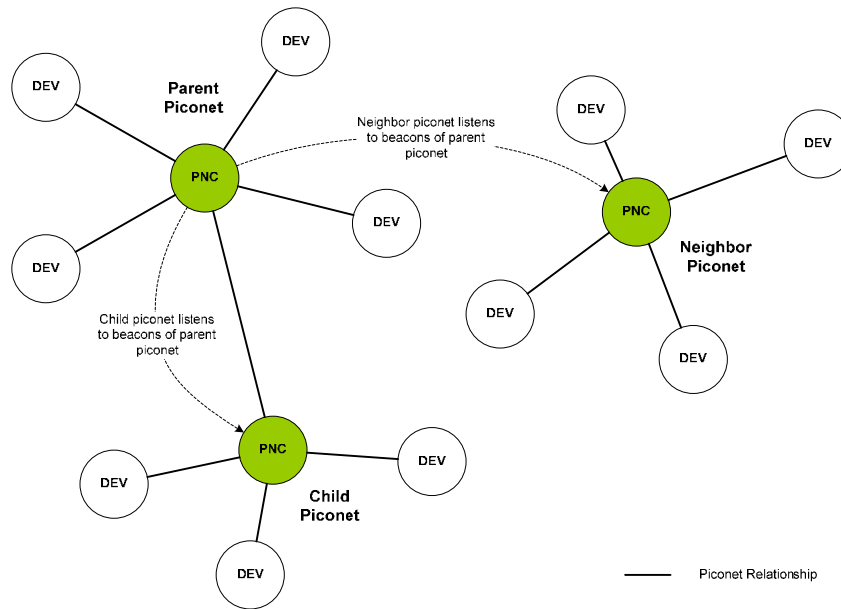 DEV
DEV
Parent
Piconet
DEV
Neighbor piconet listens
to beacons of parent
piconet
DEV
PNC
PNC
DEV
Neighbor
Piconet
DEV
DEV
Child piconet listens
to beacons of parent
piconet
DEV
DEV
PNC
DEV
DEV
Child
Piconet
DEV
Piconet Relationship